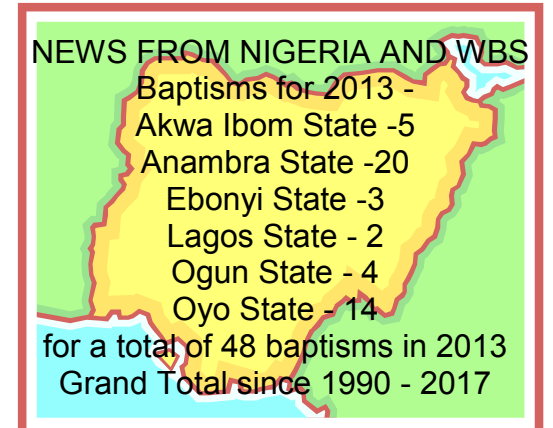 NEWS FROM NIGERIA AND WBS
Baptisms for 2013 -
Akwa Ibom State -5
Anambra State -20
Ebonyi State -3
Lagos State - 2
Ogun State - 4
Oyo State - 14
for a total of 48 baptisms in 2013
Grand Total since 1990 - 2017